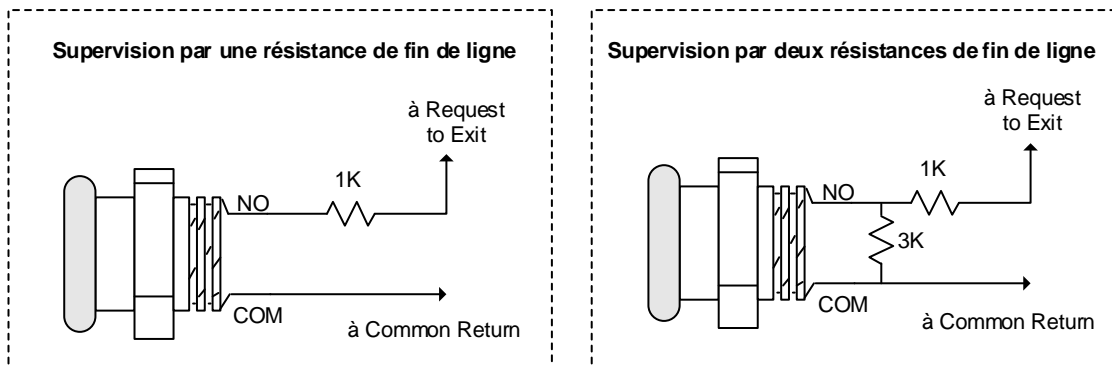 Supervision par une résistance de fin de ligne
à Request
to Exit
1K
NO
COM
à Common Return
Supervision par deux résistances de fin de ligne
à Request
to Exit
1K
NO
3K
COM
à Common Return